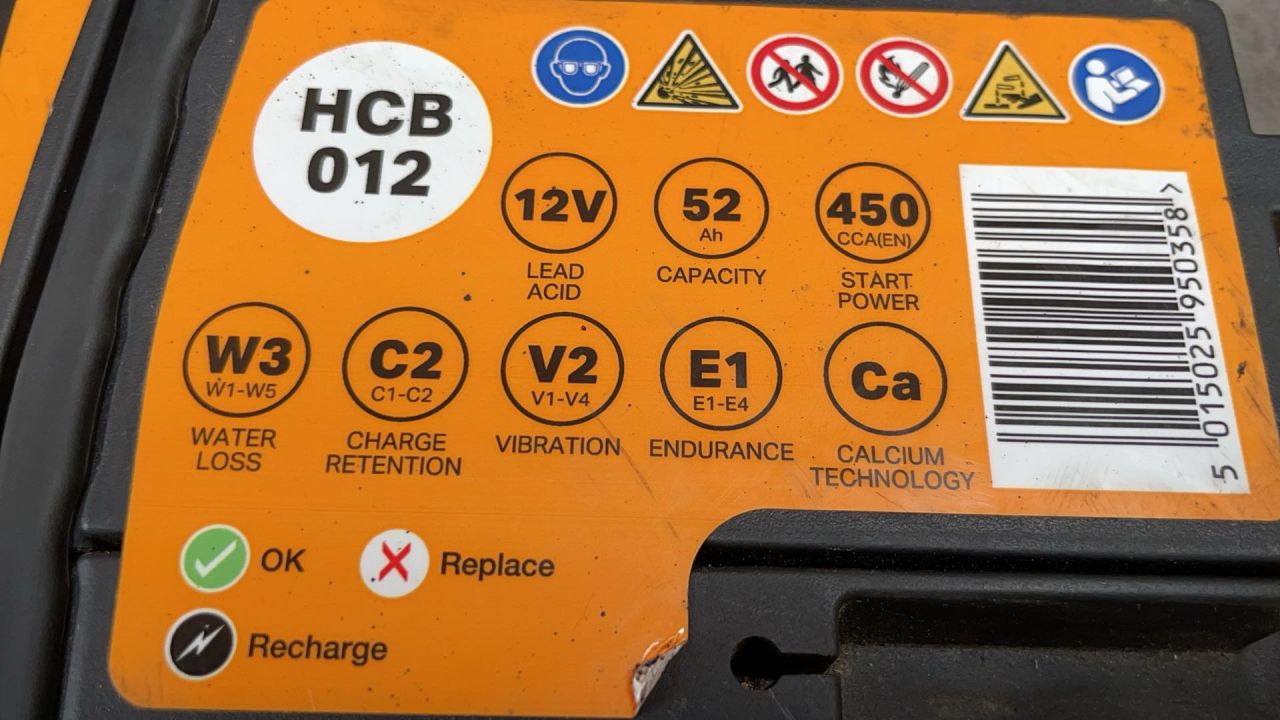 HCB
012
12V
LEAD
ACID
52
Ah
CAPACITY
450
CCA(EN)
START
POWER
W3
W1-W5
WATER
LOSS
C2
C1-C2
CHARGE
RETENTION
V2
V1-V4
VIBRATION
E1
E1-E4
ENDURANCE
Ca
CALCIUM
TECHNOLOGY
5 015025 950358 >
OK
Replace
Recharge